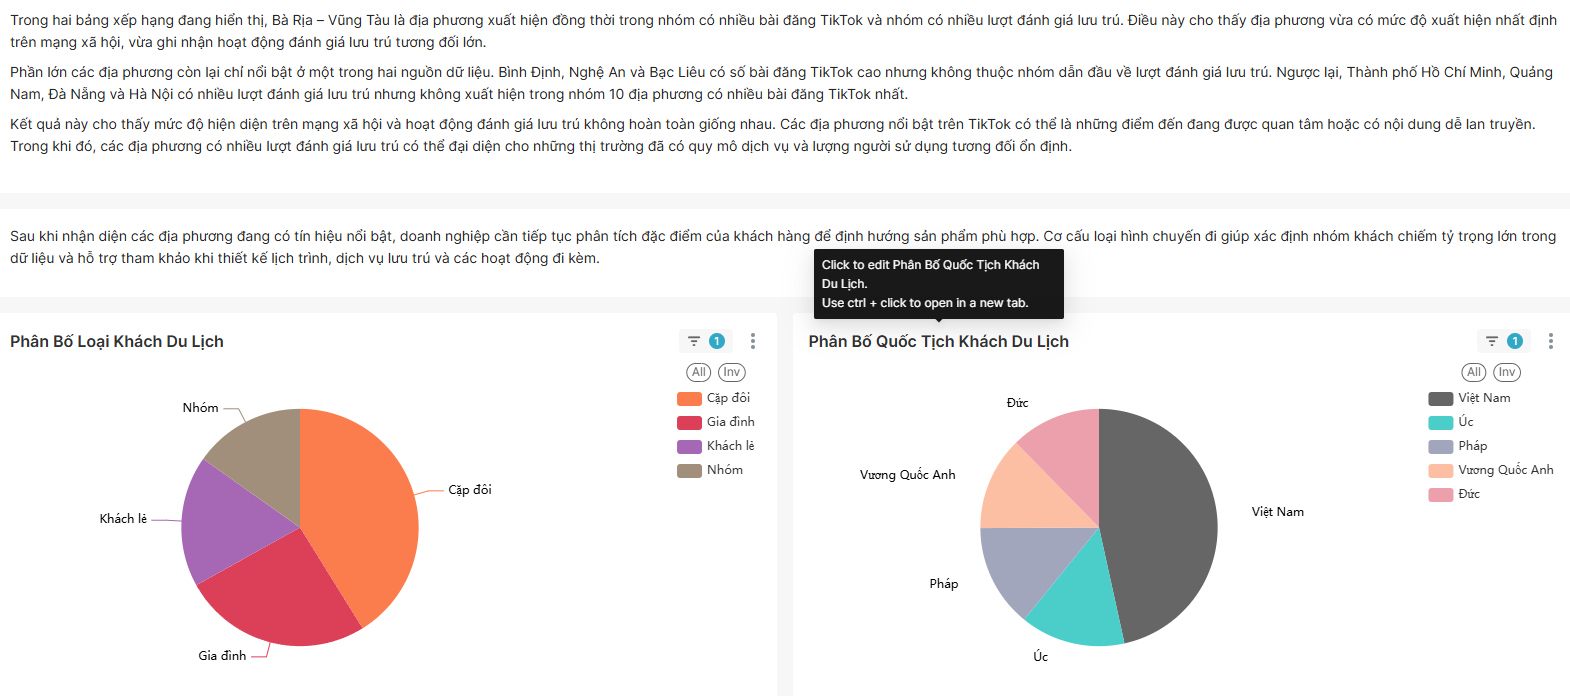 Trong hai bảng xếp hạng đang hiển thị, Bà Rịa – Vũng Tàu là địa phương xuất hiện đồng thời trong nhóm có nhiều bài đăng TikTok và nhóm có nhiều lượt đánh giá lưu trú. Điều này cho thấy địa phương vừa có mức độ xuất hiện nhất định
trên mạng xã hội, vừa ghi nhận hoạt động đánh giá lưu trú tương đối lớn.
Phần lớn các địa phương còn lại chỉ nổi bật ở một trong hai nguồn dữ liệu. Bình Định, Nghệ An và Bạc Liêu có số bài đăng TikTok cao nhưng không thuộc nhóm dẫn đầu về lượt đánh giá lưu trú. Ngược lại, Thành phố Hồ Chí Minh, Quảng
Nam, Đà Nẵng và Hà Nội có nhiều lượt đánh giá lưu trú nhưng không xuất hiện trong nhóm 10 địa phương có nhiều bài đăng TikTok nhất.
Kết quả này cho thấy mức độ hiện diện trên mạng xã hội và hoạt động đánh giá lưu trú không hoàn toàn giống nhau. Các địa phương nổi bật trên TikTok có thể là những điểm đến đang được quan tâm hoặc có nội dung dễ lan truyền.
Trong khi đó, các địa phương có nhiều lượt đánh giá lưu trú có thể đại diện cho những thị trường đã có quy mô dịch vụ và lượng người sử dụng tương đối ổn định.
Sau khi nhận diện các địa phương đang có tín hiệu nổi bật, doanh nghiệp cần tiếp tục phân tích đặc điểm của khách hàng để định hướng sản phẩm phù hợp. Cơ cấu loại hình chuyến đi giúp xác định nhóm khách chiếm tỷ trọng lớn trong
dữ liệu và hỗ trợ tham khảo khi thiết kế lịch trình, dịch vụ lưu trú và các hoạt động đi kèm.
Click to edit Phân Bố Quốc Tịch Khách
Du Lịch.
Use ctrl + click to open in a new tab.
Phân Bố Loại Khách Du Lịch
1
All Inv
Cặp đôi
Gia đình
Khách lẻ
Nhóm
Nhóm
Cặp đôi
Khách lẻ
Gia đình
Phân Bố Quốc Tịch Khách Du Lịch
1
All Inv
Việt Nam
Úc
Pháp
Vương Quốc Anh
Đức
Đức
Vương Quốc Anh
Việt Nam
Pháp
Úc